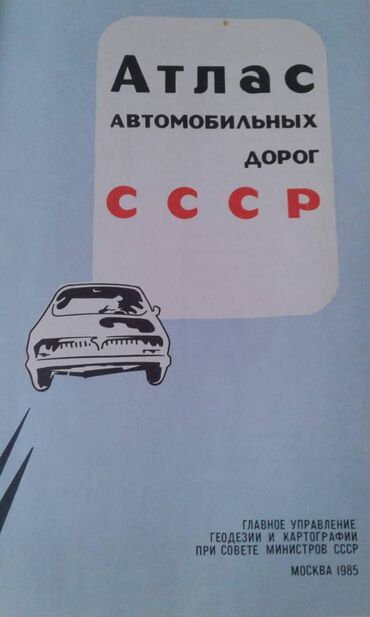 Атлас
АВТОМОБИЛЬНЫХ
ДОРОГ
СССР
ГЛАВНОЕ УПРАВЛЕНИЕ
ГЕОДЕЗИИ И КАРТОГРАФИИ
ПРИ СОВЕТЕ МИНИСТРОВ СССР
МОСКВА 1985